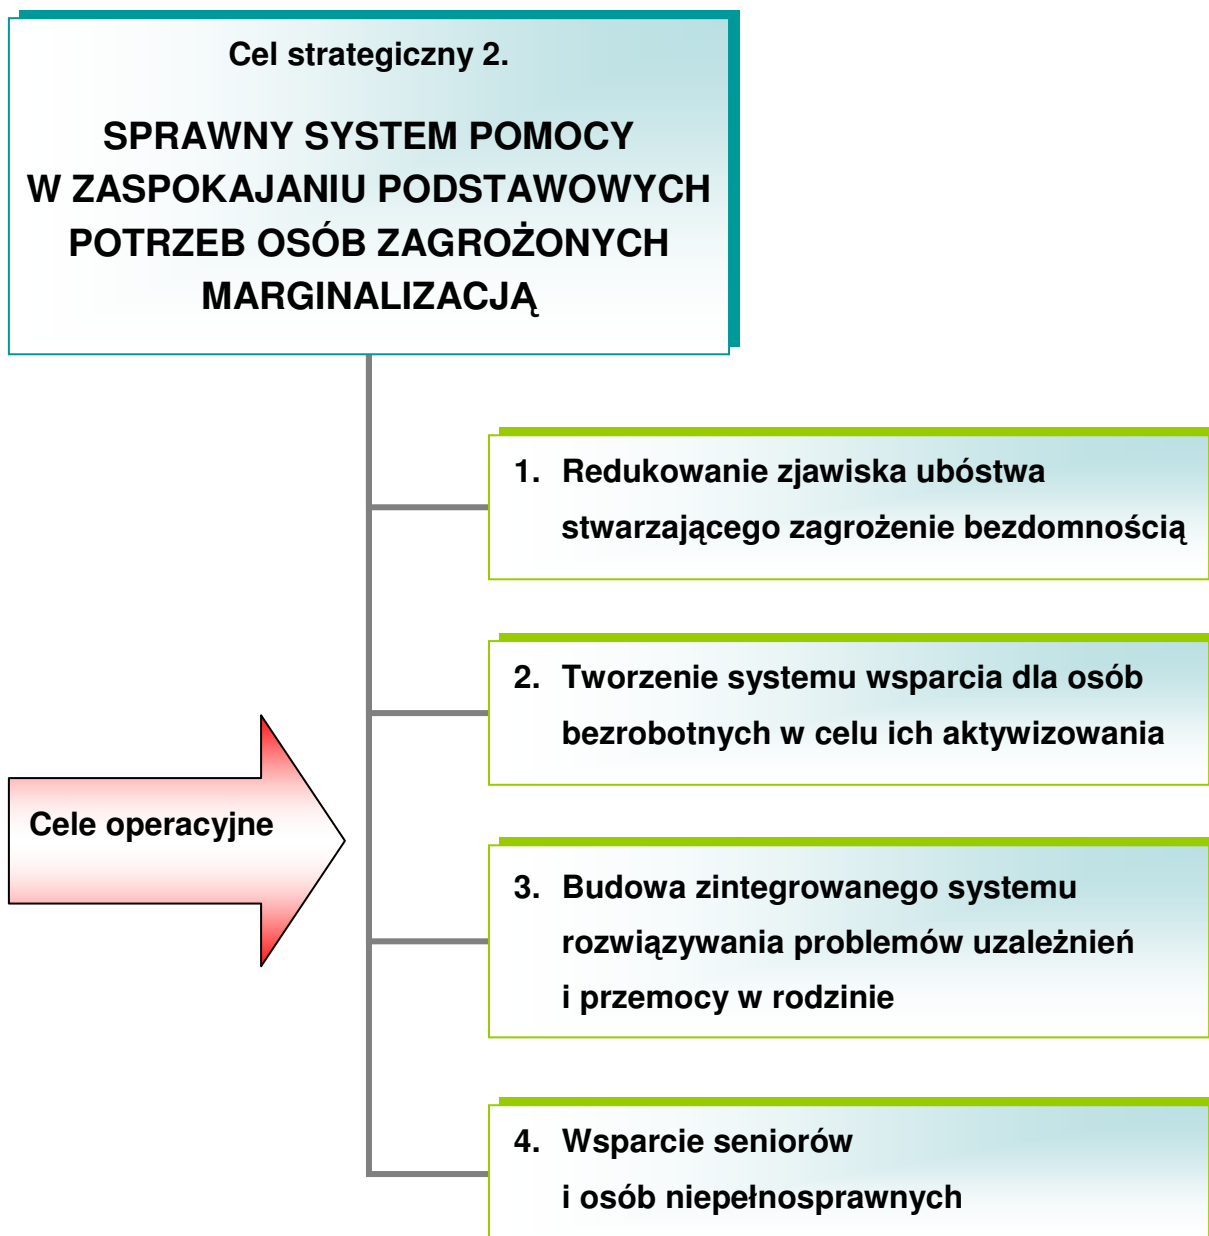 Cel strategiczny 2.
SPRAWNY SYSTEM POMOCY
W ZASPOKAJANIU PODSTAWOWYCH
POTRZEB OSÓB ZAGROŻONYCH
MARGINALIZACJĄ
1. Redukowanie zjawiska ubóstwa
stwarzającego zagrożenie bezdomnością
2. Tworzenie systemu wsparcia dla osób
bezrobotnych w celu ich aktywizowania
Cele operacyjne
3. Budowa zintegrowanego systemu
rozwiązywania problemów uzależnień
i przemocy w rodzinie
4. Wsparcie seniorów
i osób niepełnosprawnych